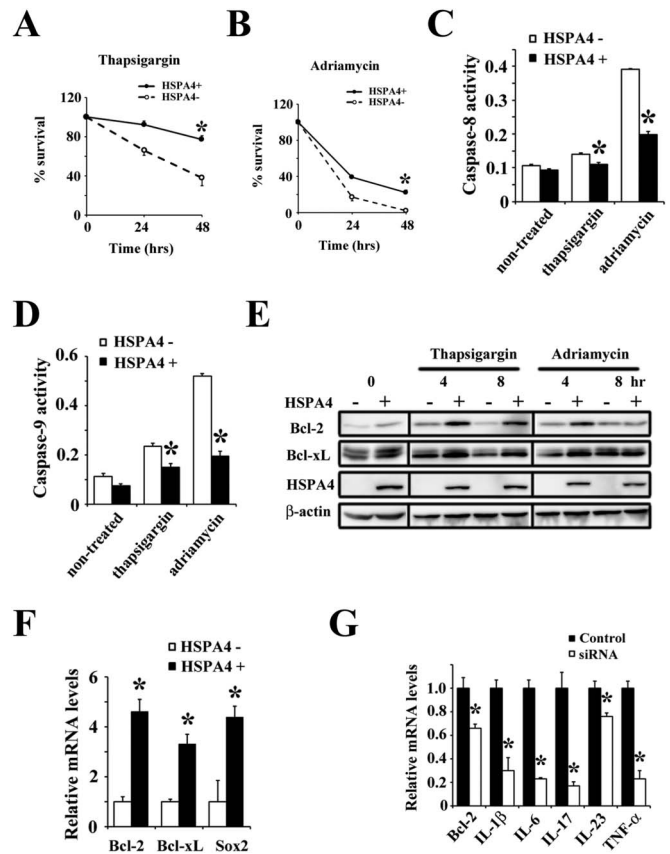 A
Thapsigargin
HSPA4+
HSPA4-
% survival
120
80
40
0
*
0 24 48
Time (hrs)
B
Adriamycin
HSPA4+
HSPA4-
% survival
120
80
40
0
*
0 24 48
Time (hrs)
C
HSPA4 -
HSPA4 +
Caspase-8 activity
0.4
0.3
0.2
0.1
0
* *
non-treated thapsigargin adriamycin
D
HSPA4 -
HSPA4 +
Caspase-9 activity
0.6
0.4
0.2
0
* *
non-treated thapsigargin adriamycin
E
Thapsigargin Adriamycin
0 4 8 4 8 hr
HSPA4 - + - + - + - + - +
Bcl-2
Bcl-xL
HSPA4
β-actin
F
HSPA4 -
HSPA4 +
Relative mRNA levels
6
4
2
0
* * *
Bcl-2 Bcl-xL Sox2
G
Control
siRNA
Relative mRNA levels
1.0
0.8
0.6
0.4
0.2
0
* * * * * *
Bcl-2 IL-1β IL-6 IL-17 IL-23 TNF-α